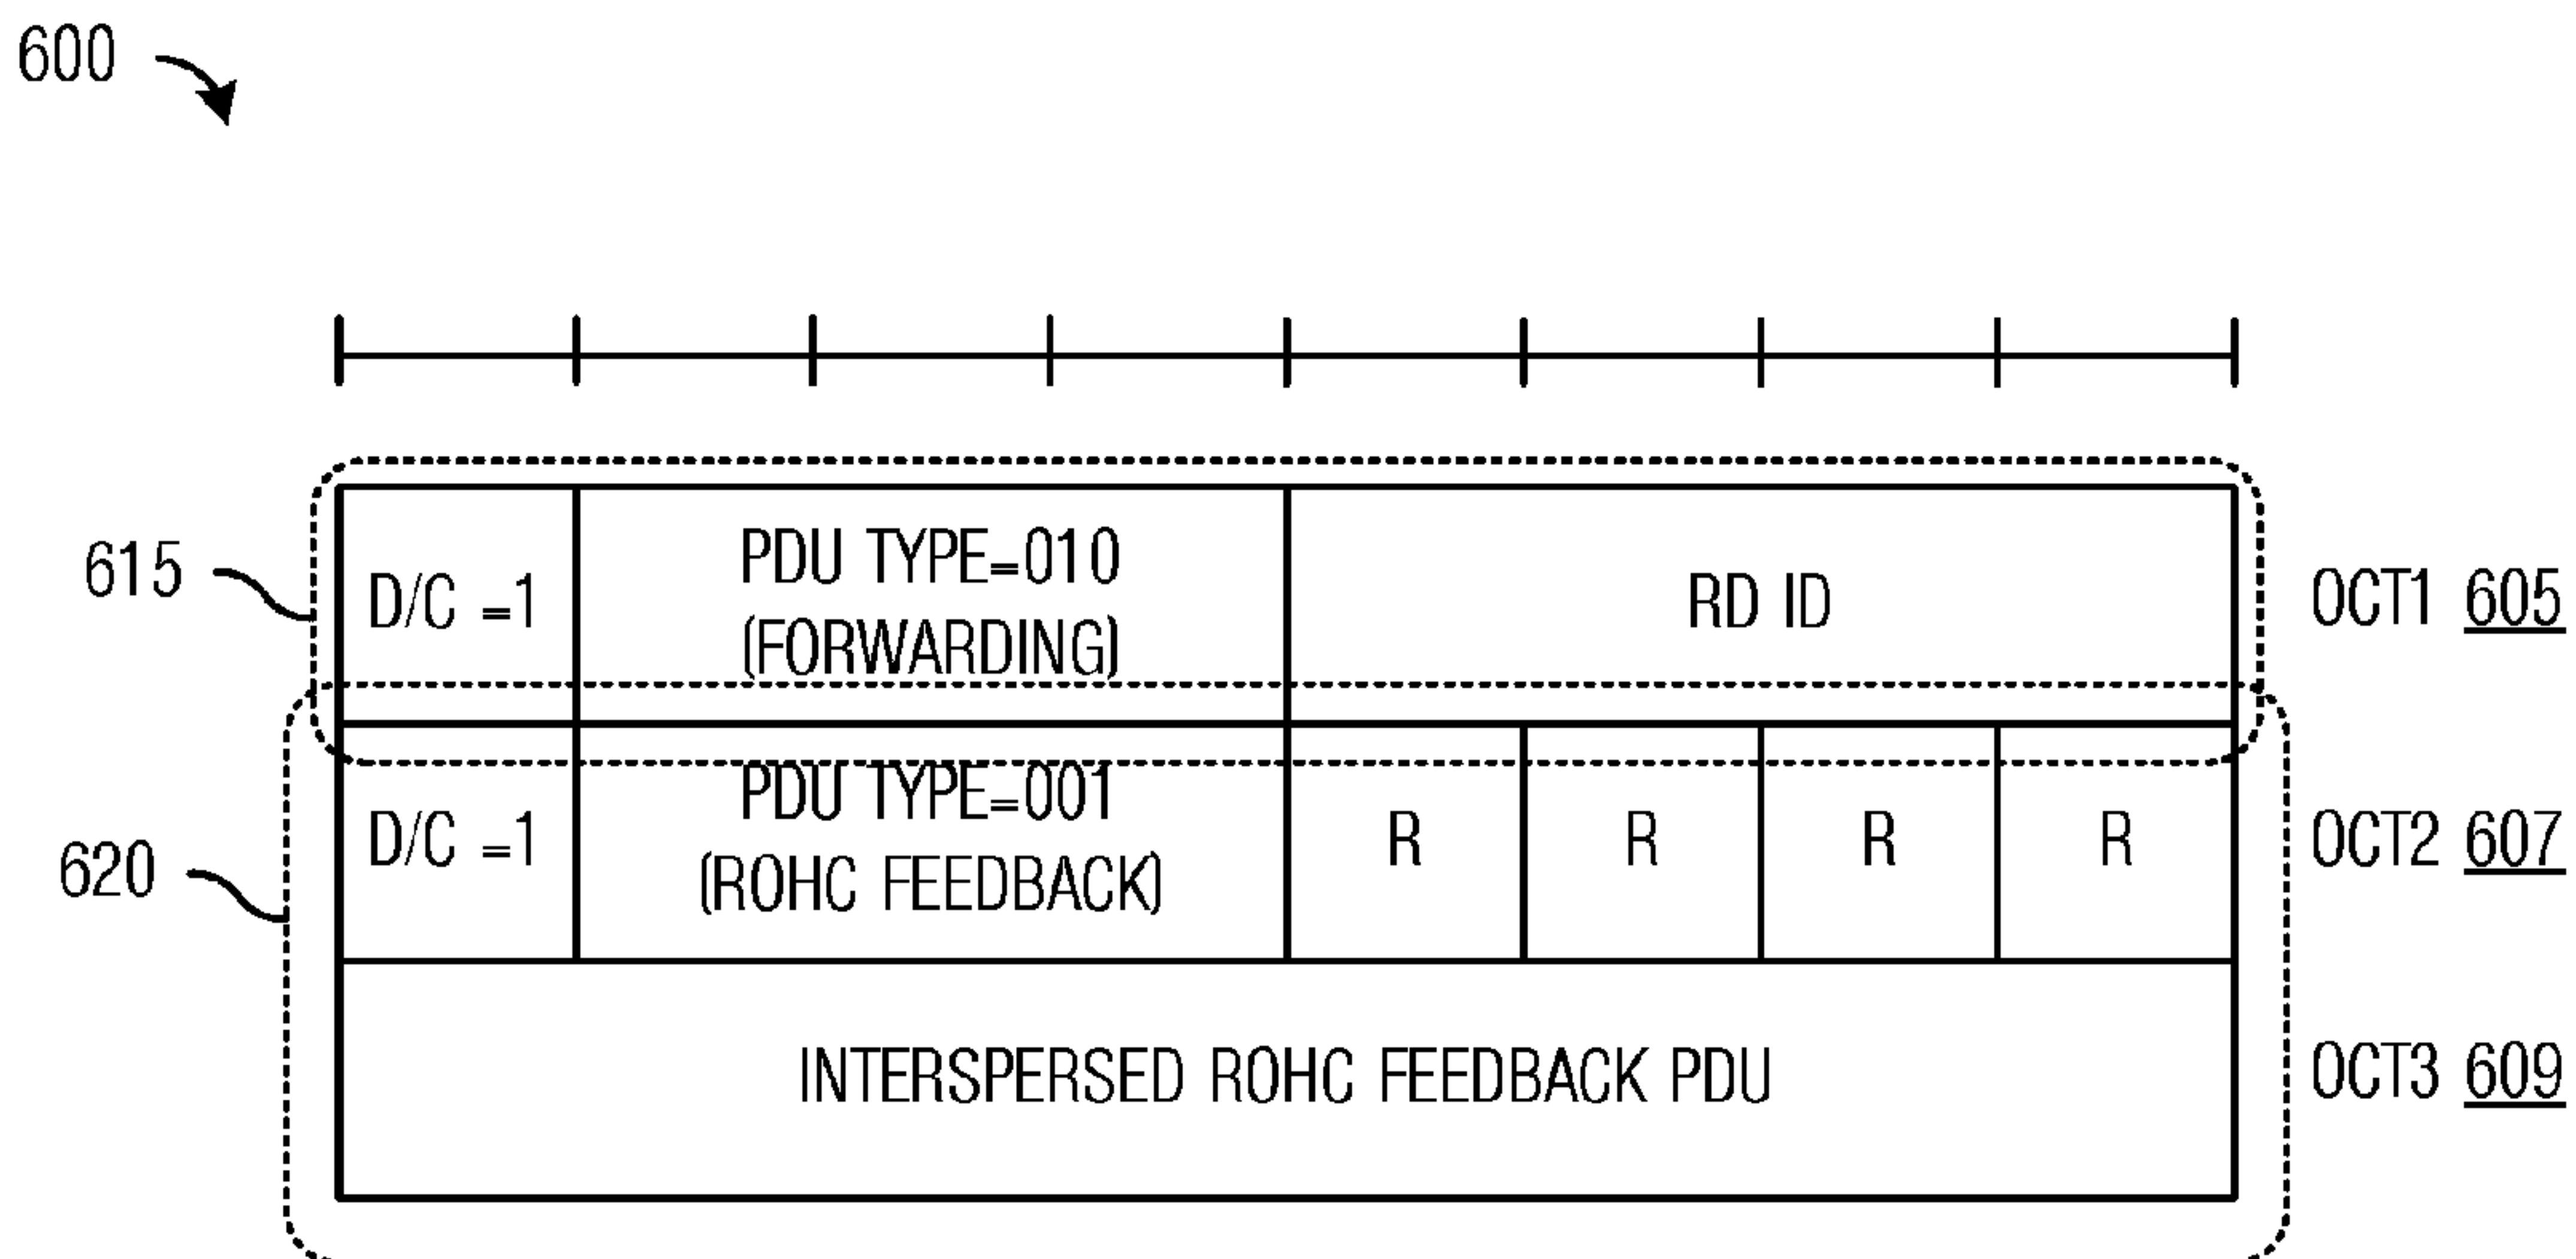 600
615
D/C =1
PDU TYPE=010
(FORWARDING)
RD ID
OCT1 605
620
D/C =1
PDU TYPE=001
(ROHC FEEDBACK)
R
R
R
R
OCT2 607
INTERSPERSED ROHC FEEDBACK PDU
OCT3 609